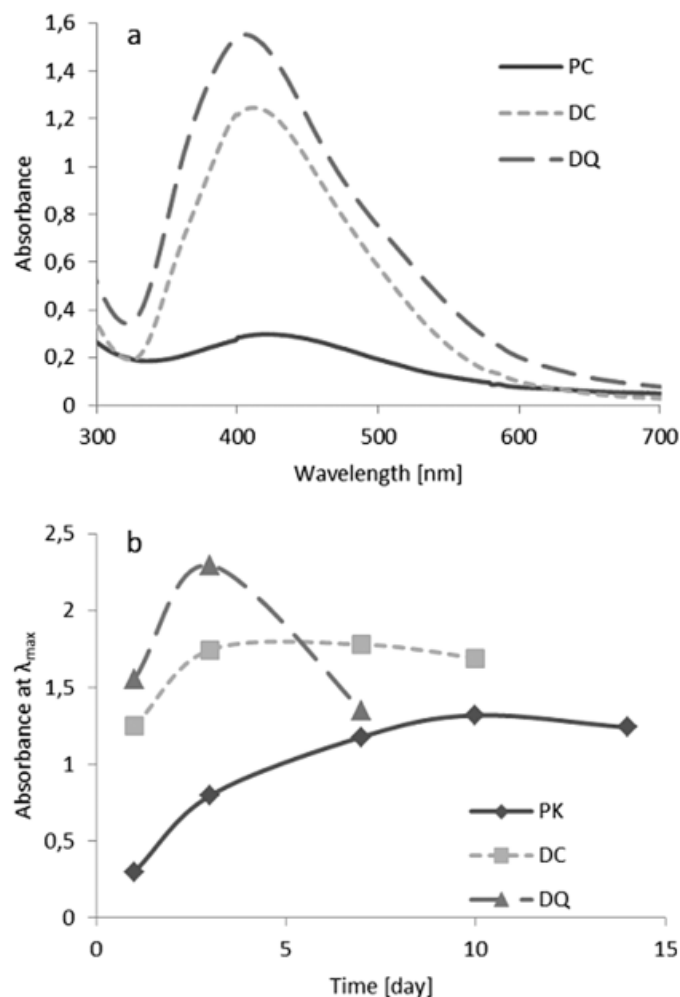 a
1,6
1,4
1,2
1
0,8
0,6
0,4
0,2
0
Absorbance
PC
DC
DQ
300
400
500
600
700
Wavelength [nm]
b
2,5
2
1,5
1
0,5
0
Absorbance at λmax
PK
DC
DQ
0
5
10
15
Time [day]